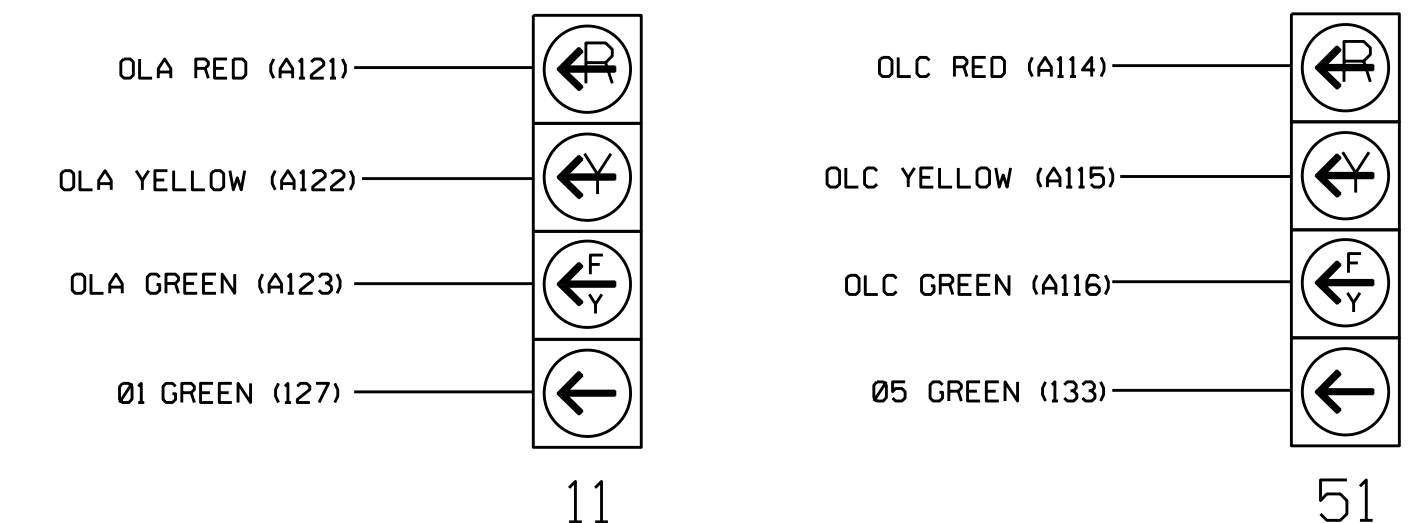 OLA RED (A121)
R
OLA YELLOW (A122)
Y
OLA GREEN (A123)
F
Y
Ø1 GREEN (127)
11
OLC RED (A114)
R
OLC YELLOW (A115)
Y
OLC GREEN (A116)
F
Y
Ø5 GREEN (133)
51